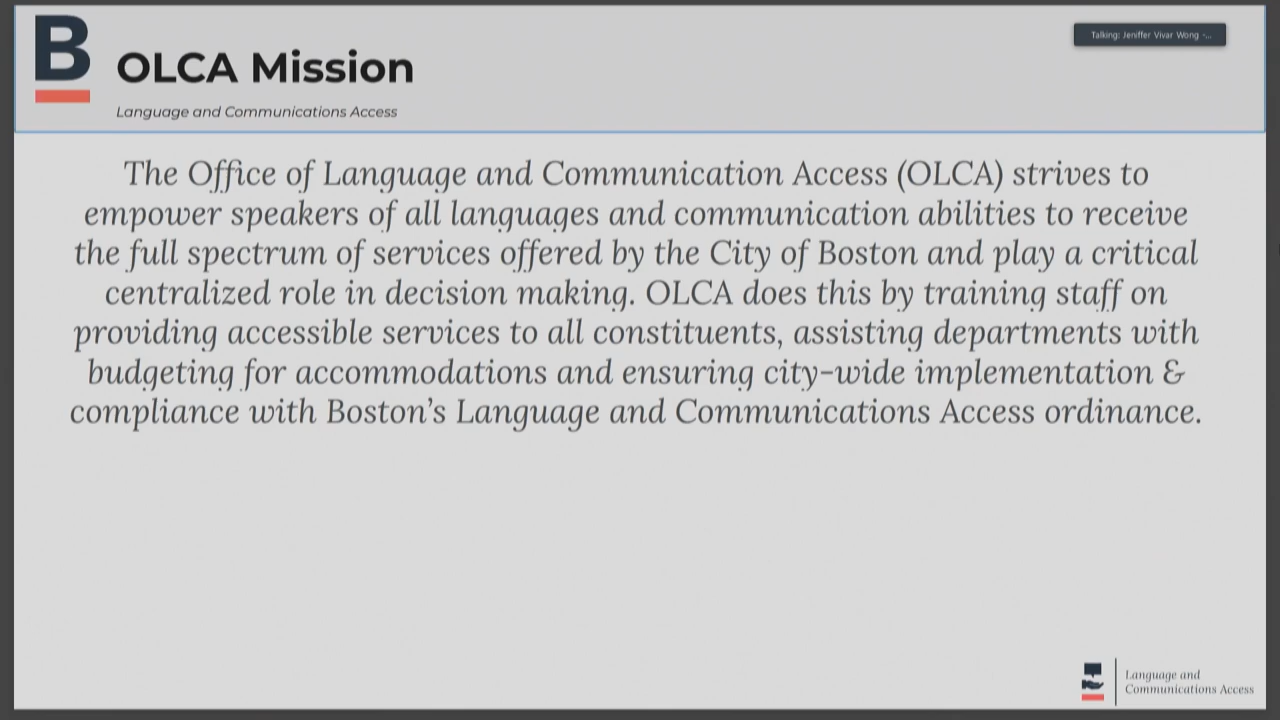 B
OLCA Mission
Language and Communications Access
Talking: Jeniffer Vivar Wong -...
The Office of Language and Communication Access (OLCA) strives to
empower speakers of all languages and communication abilities to receive
the full spectrum of services offered by the City of Boston and play a critical
centralized role in decision making. OLCA does this by training staff on
providing accessible services to all constituents, assisting departments with
budgeting for accommodations and ensuring city-wide implementation &
compliance with Boston's Language and Communications Access ordinance.
Language and
Communications Access